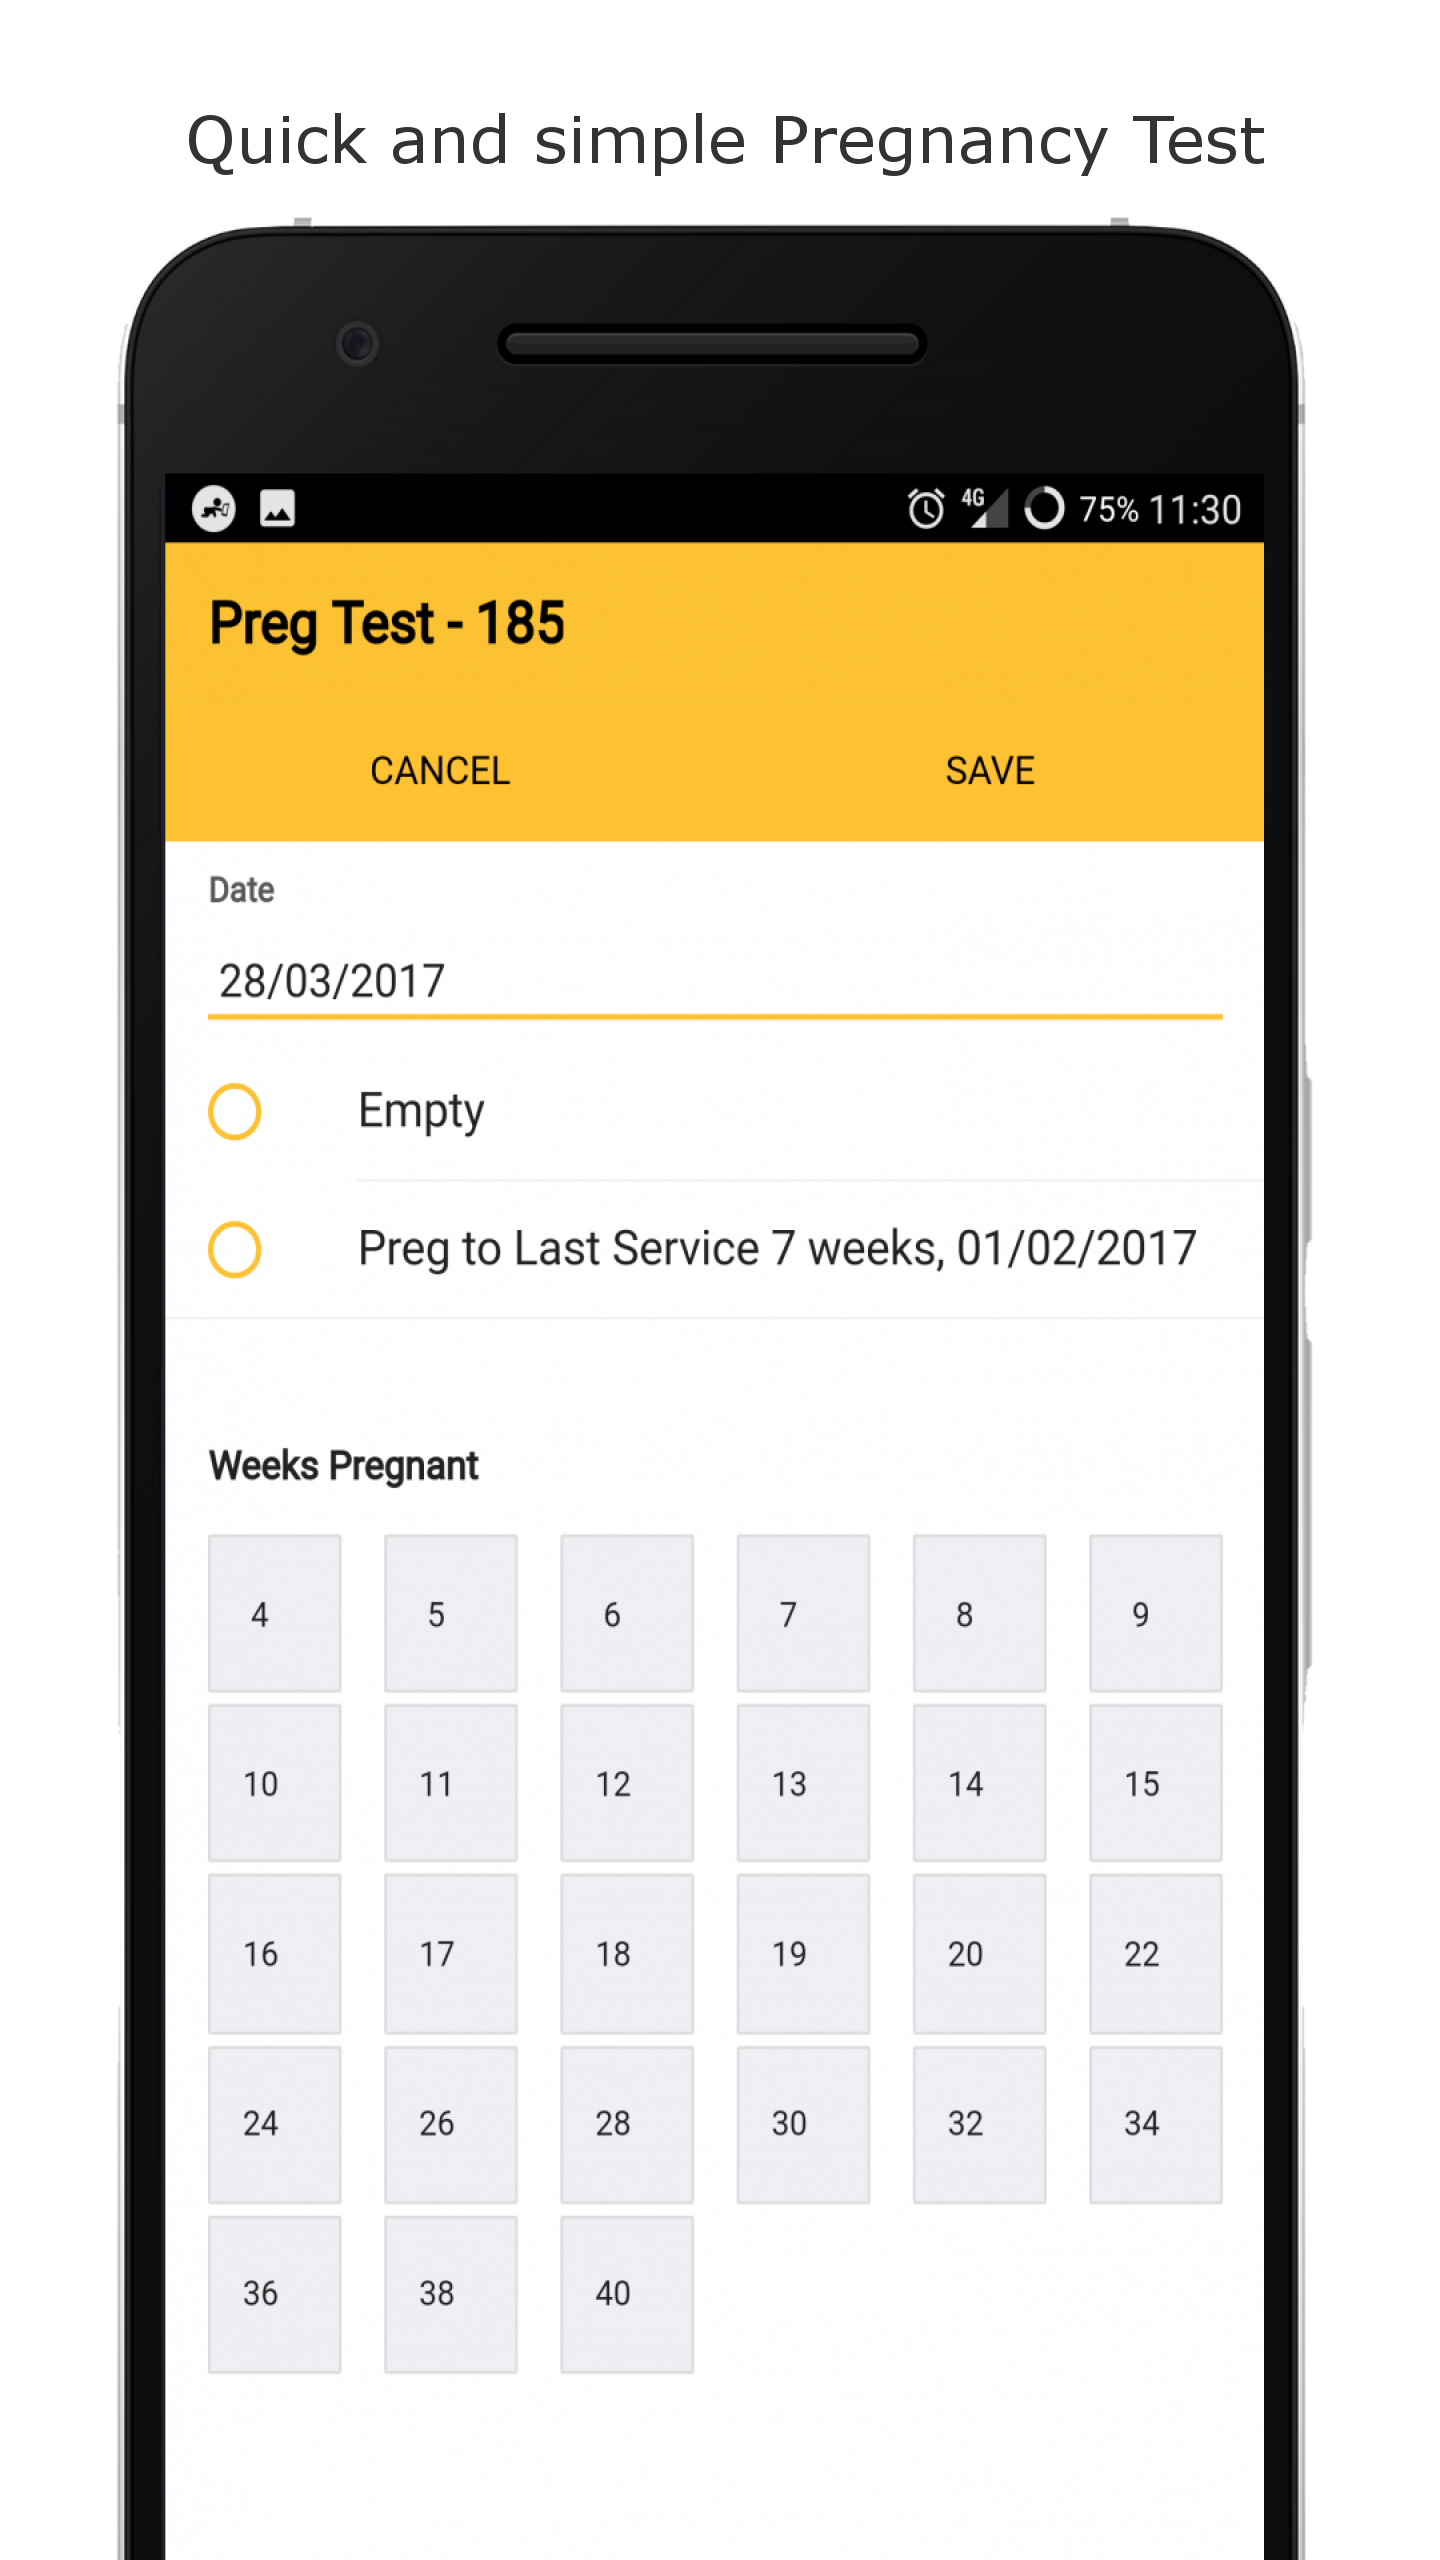 Quick and simple Pregnancy Test
4G 75% 11:30
Preg Test - 185
CANCEL SAVE
Date
28/03/2017
Empty
Preg to Last Service 7 weeks, 01/02/2017
Weeks Pregnant
4 5 6 7 8 9
10 11 12 13 14 15
16 17 18 19 20 22
24 26 28 30 32 34
36 38 40